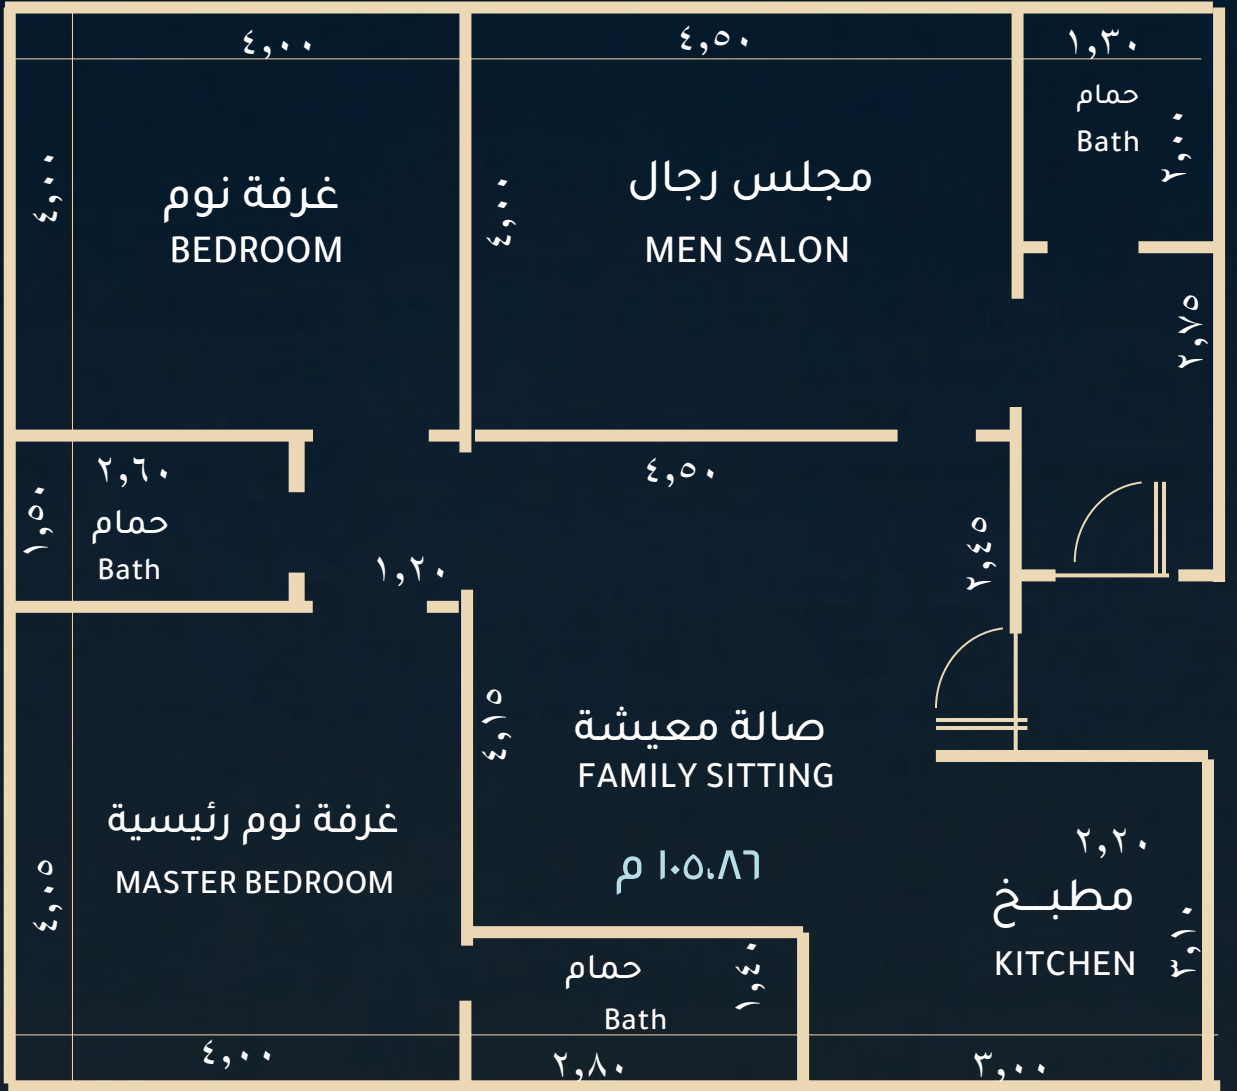 ٤,٠٠
٤,٥٠
١,٣٠
حمام
Bath
٢,٠٠
٤,٠٠
غرفة نوم
BEDROOM
٤,٠٠
مجلس رجال
MEN SALON
٢,٧٥
٢,٦٠
٤,٥٠
١,٥٠
حمام
Bath
١,٢٠
٢,٤٥
٤,١٥
صالة معيشة
FAMILY SITTING
غرفة نوم رئيسية
MASTER BEDROOM
١٠٥،٨٦ م
٢,٢٠
مطبــخ
KITCHEN
٣,١٠
٤,٠٥
حمام
Bath
١,٤٠
٤,٠٠
٢,٨٠
٣,٠٠